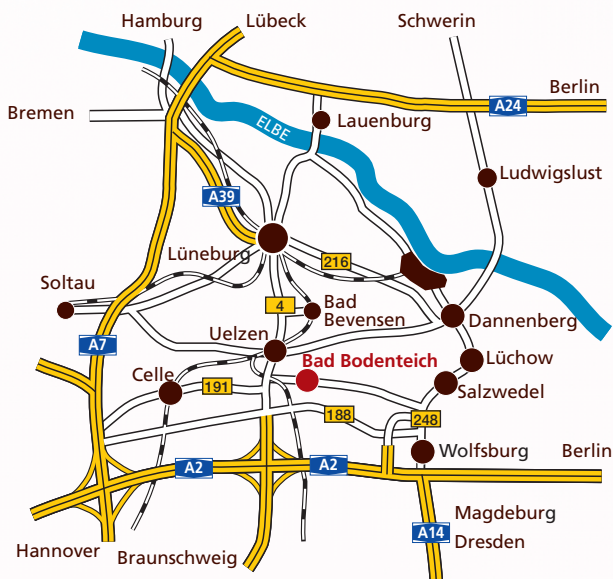 Hamburg
Lübeck
Schwerin
Berlin
A24
Bremen
ELBE
Lauenburg
Ludwigslust
A39
Lüneburg
216
Soltau
4
Bad
Bevensen
Dannenberg
A7
Uelzen
Bad Bodenteich
Lüchow
Celle
191
Salzwedel
188
248
Wolfsburg
A2
A2
Berlin
Magdeburg
A14
Dresden
Hannover
Braunschweig